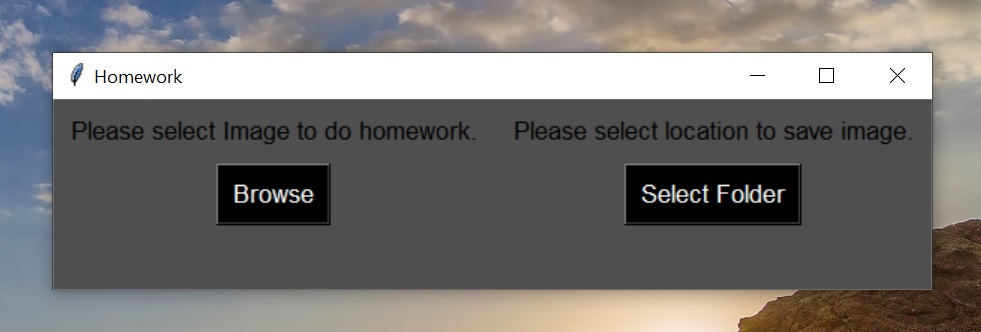 Homework
Please select Image to do homework.
Please select location to save image.
Browse
Select Folder